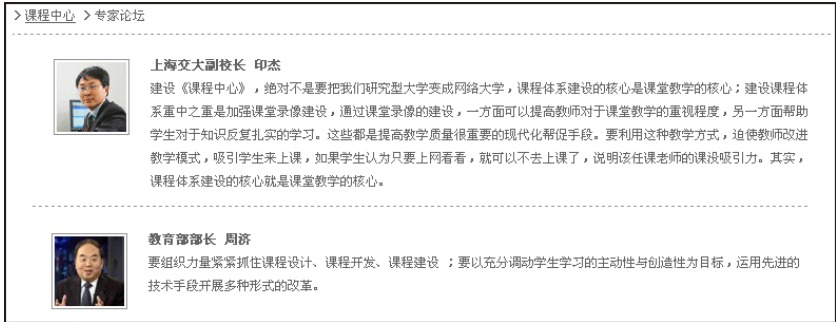 > 课程中心 > 专家论坛
上海交大副校长 印杰
建设《课程中心》，绝对不是要把我们研究型大学变成网络大学，课程体系建设的核心是课堂教学的核心；建设课程体
系重中之重是加强课堂录像建设，通过课堂录像的建设，一方面可以提高教师对于课堂教学的重视程度，另一方面帮助
学生对于知识反复扎实的学习。这些都是提高教学质量很重要的现代化帮促手段。要利用这种教学方式，迫使教师改进
教学模式，吸引学生来上课，如果学生认为只要上网看看，就可以不去上课了，说明该任课老师的课没吸引力。其实，
课程体系建设的核心就是课堂教学的核心。
教育部部长 周济
要组织力量紧紧抓住课程设计、课程开发、课程建设 ；要以充分调动学生学习的主动性与创造性为目标，运用先进的
技术手段开展多种形式的改革。